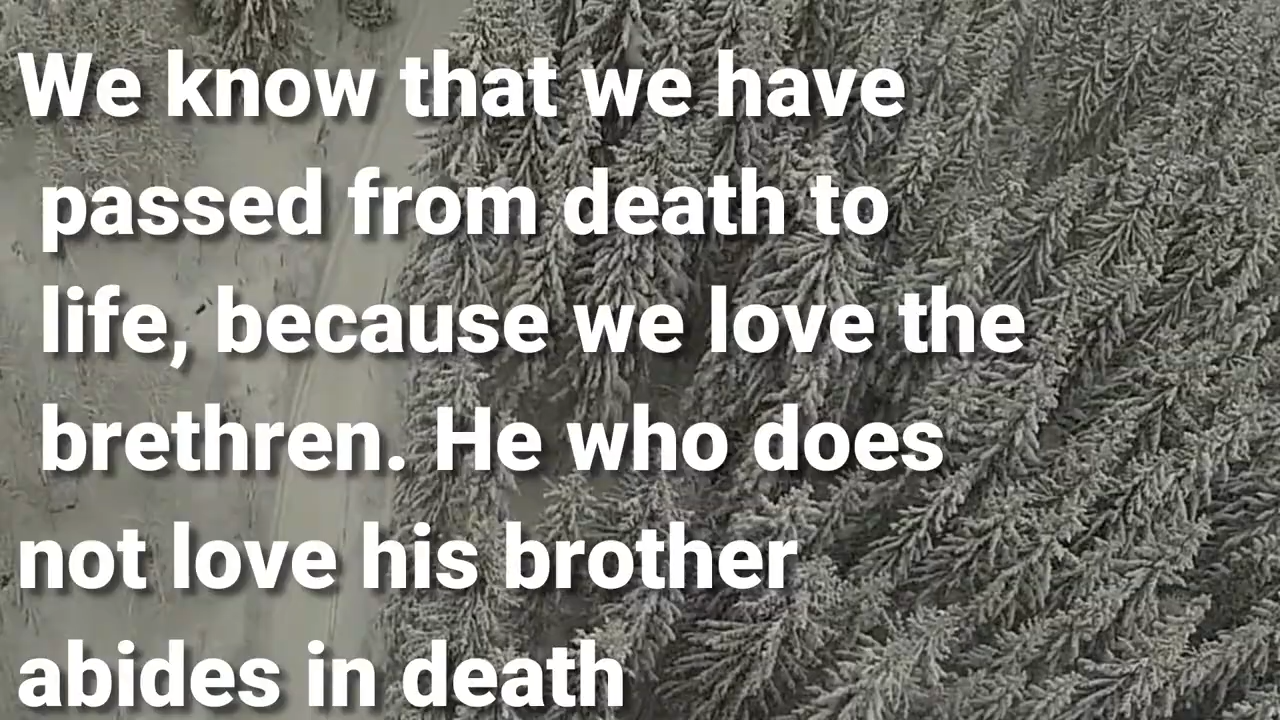 We know that we have
passed from death to
life, because we love the
brethren. He who does
not love his brother
abides in death